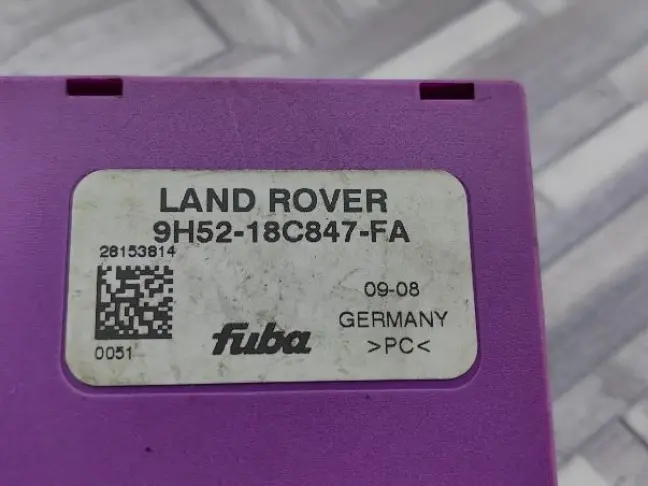 LAND ROVER
9H52-18C847-FA
28153814
09-08
GERMANY
0051
fuba
>PC<